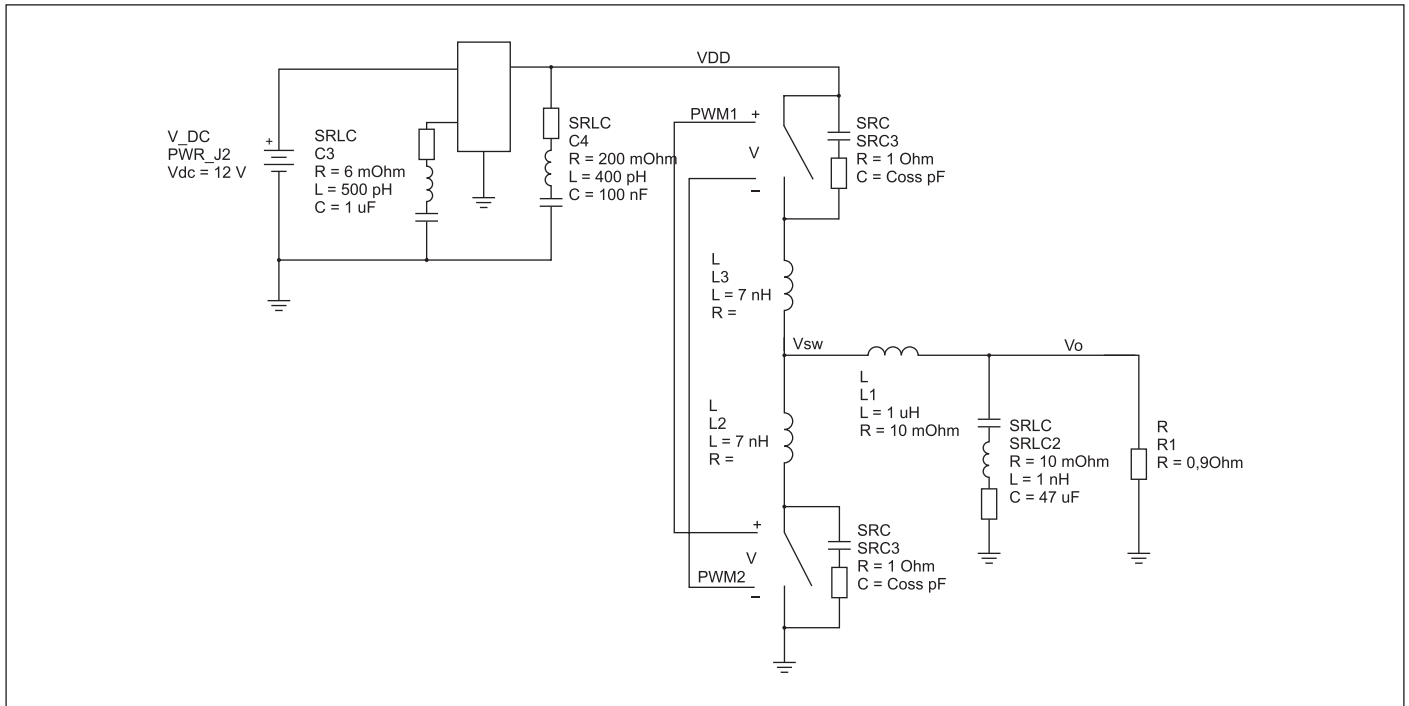 VDD
V_DC
PWR_J2
Vdc = 12 V
+
SRLC
C3
R = 6 mOhm
L = 500 pH
C = 1 uF
SRLC
C4
R = 200 mOhm
L = 400 pH
C = 100 nF
PWM1
+
V
–
SRC
SRC3
R = 1 Ohm
C = Coss pF
L
L3
L = 7 nH
R =
Vsw
Vo
L
L1
L = 1 uH
R = 10 mOhm
L
L2
L = 7 nH
R =
SRLC
SRLC2
R = 10 mOhm
L = 1 nH
C = 47 uF
R
R1
R = 0,9Ohm
+
V
PWM2
–
SRC
SRC3
R = 1 Ohm
C = Coss pF